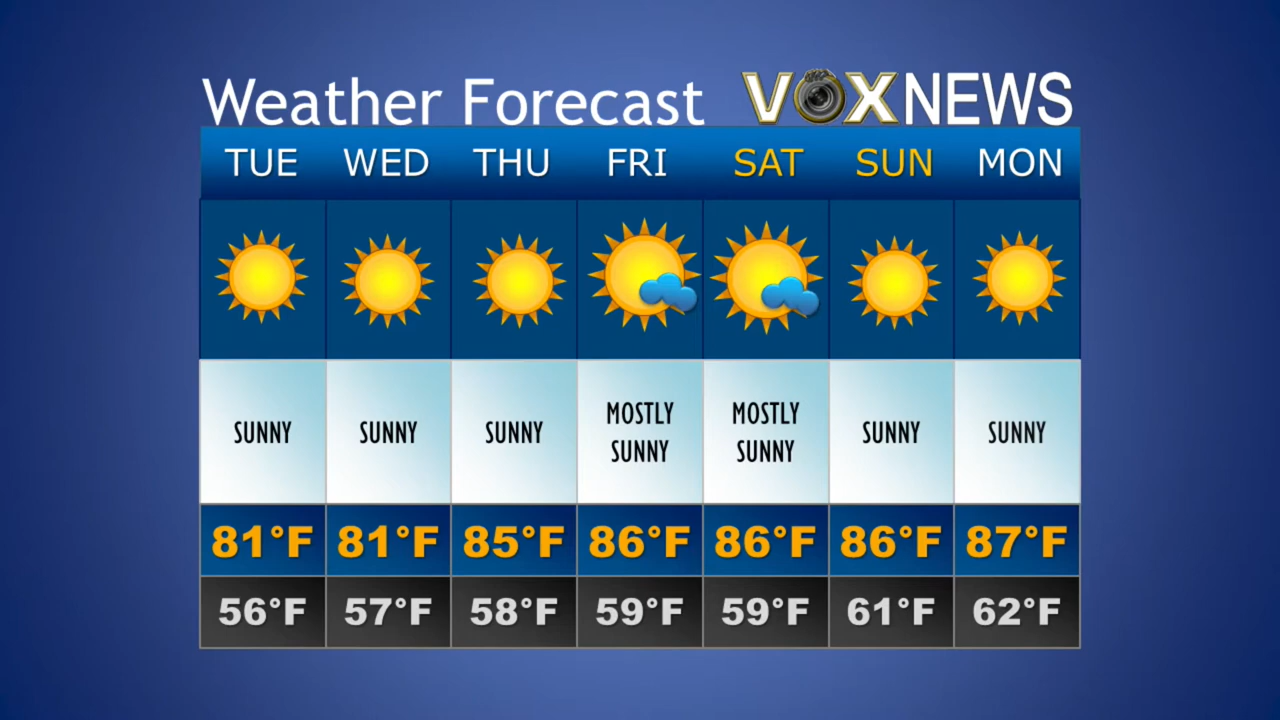 Weather Forecast VOXNEWS
TUE WED THU FRI SAT SUN MON
SUNNY SUNNY SUNNY MOSTLY SUNNY MOSTLY SUNNY SUNNY SUNNY
81°F 81°F 85°F 86°F 86°F 86°F 87°F
56°F 57°F 58°F 59°F 59°F 61°F 62°F